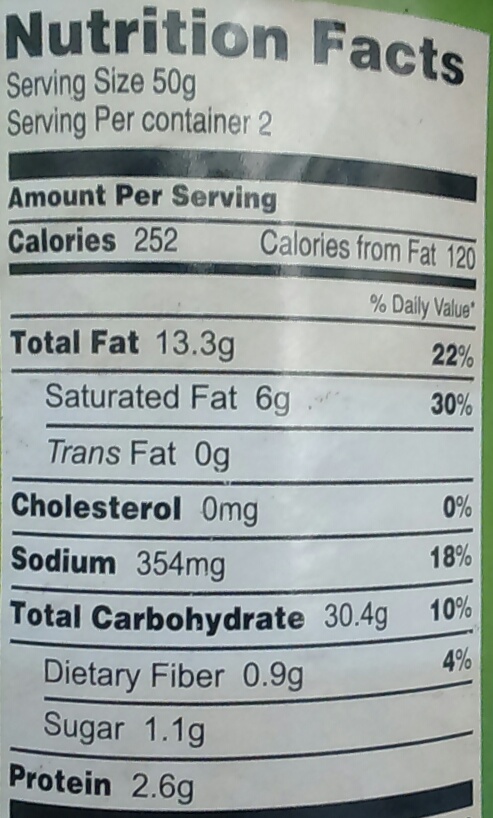 Nutrition Facts
Serving Size 50g
Serving Per container 2
Amount Per Serving
Calories 252 Calories from Fat 120
% Daily Value*
Total Fat 13.3g 22%
Saturated Fat 6g 30%
Trans Fat 0g
Cholesterol 0mg 0%
Sodium 354mg 18%
Total Carbohydrate 30.4g 10%
Dietary Fiber 0.9g 4%
Sugar 1.1g
Protein 2.6g